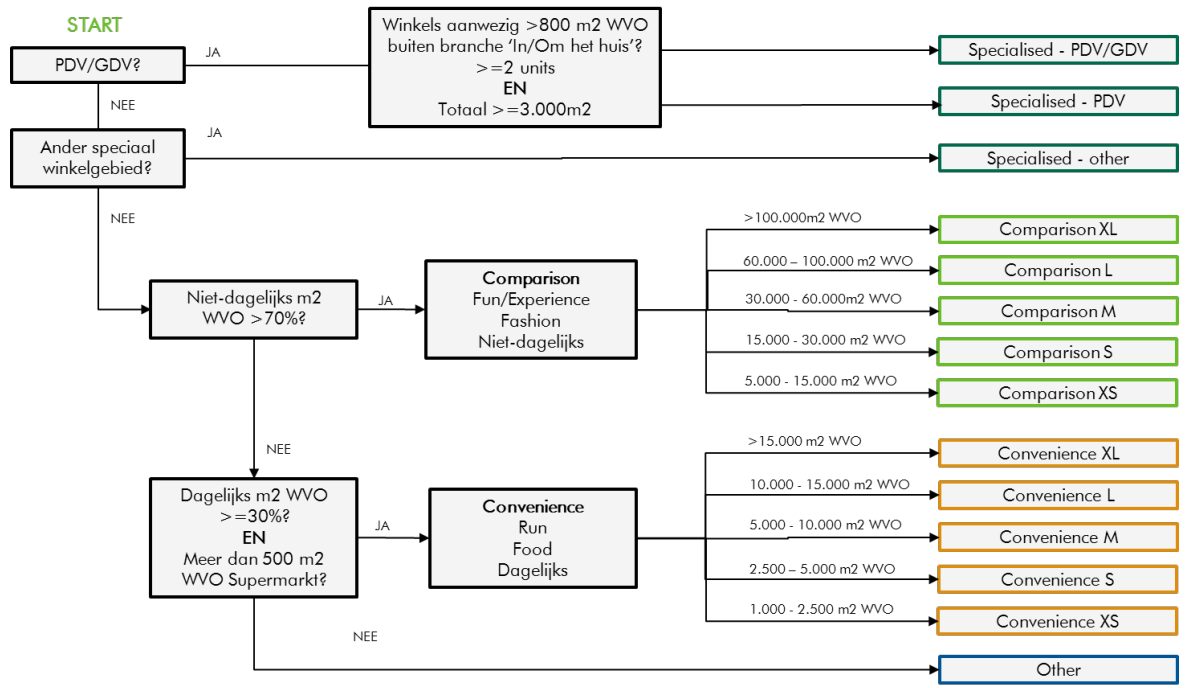 START
PDV/GDV?
JA
Winkels aanwezig >800 m2 WVO
buiten branche ‘In/Om het huis’?
>=2 units
EN
Totaal >=3.000m2
Specialised - PDV/GDV
Specialised - PDV
NEE
Ander speciaal
winkelgebied?
JA
Specialised - other
NEE
Niet-dagelijks m2
WVO >70%?
JA
Comparison
Fun/Experience
Fashion
Niet-dagelijks
>100.000m2 WVO
Comparison XL
60.000 – 100.000 m2 WVO
Comparison L
30.000 - 60.000m2 WVO
Comparison M
15.000 - 30.000 m2 WVO
Comparison S
5.000 - 15.000 m2 WVO
Comparison XS
NEE
Dagelijks m2 WVO
>=30%?
EN
Meer dan 500 m2
WVO Supermarkt?
JA
Convenience
Run
Food
Dagelijks
>15.000 m2 WVO
Convenience XL
10.000 - 15.000 m2 WVO
Convenience L
5.000 - 10.000 m2 WVO
Convenience M
2.500 – 5.000 m2 WVO
Convenience S
1.000 - 2.500 m2 WVO
Convenience XS
NEE
Other